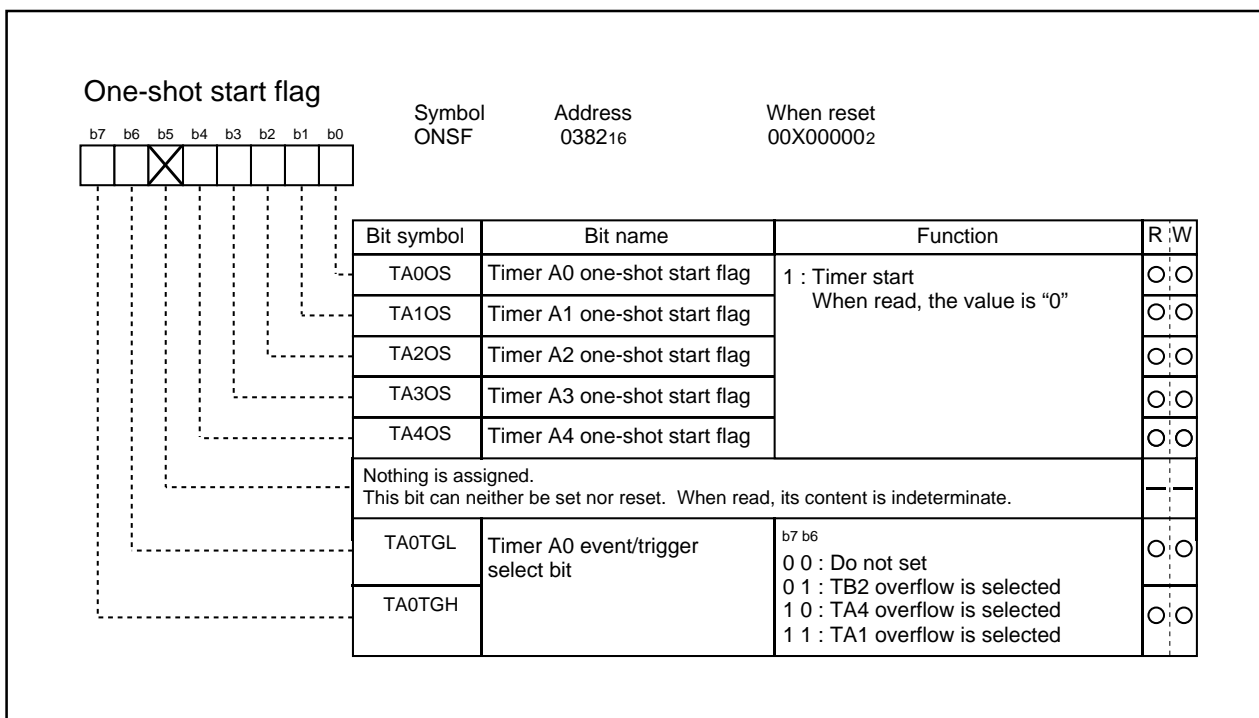 One-shot start flag
Symbol Address When reset
ONSF 038216 00X000002
b7 b6 b5 b4 b3 b2 b1 b0
Bit symbol Bit name Function R W
TA0OS Timer A0 one-shot start flag 1 : Timer start
When read, the value is “0”
TA1OS Timer A1 one-shot start flag
TA2OS Timer A2 one-shot start flag
TA3OS Timer A3 one-shot start flag
TA4OS Timer A4 one-shot start flag
Nothing is assigned.
This bit can neither be set nor reset. When read, its content is indeterminate.
TA0TGL Timer A0 event/trigger
select bit
TA0TGH
b7 b6
0 0 : Do not set
0 1 : TB2 overflow is selected
1 0 : TA4 overflow is selected
1 1 : TA1 overflow is selected